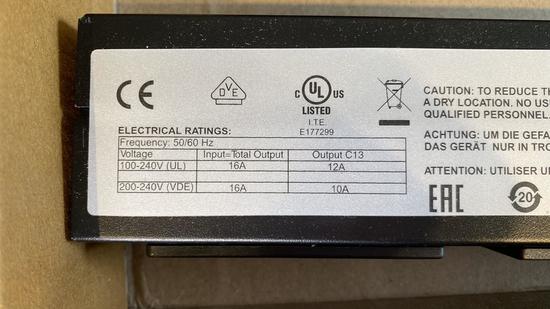 CE
DVE
C UL US
LISTED
I.T.E.
E177299
ELECTRICAL RATINGS:
Frequency: 50/60 Hz
Voltage Input=Total Output Output C13
100-240V (UL) 16A 12A
200-240V (VDE) 16A 10A
CAUTION: TO REDUCE TH
A DRY LOCATION. NO US
QUALIFIED PERSONNEL.
ACHTUNG: UM DIE GEFA
DAS GERÄT NUR IN TRO
ATTENTION: UTILISER U
EAC
20